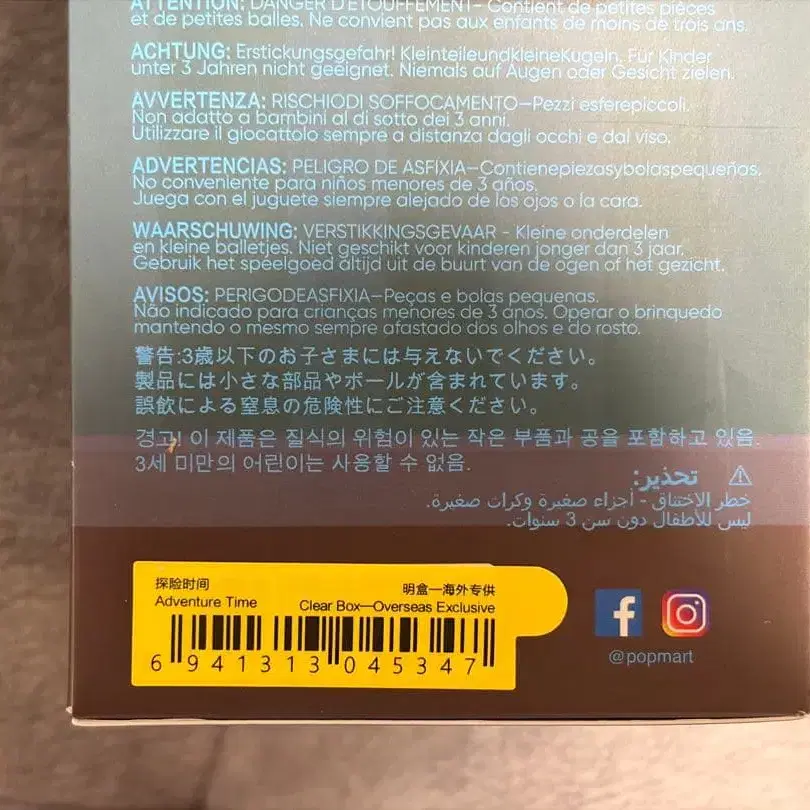 ATTENTION: DANGER D'ÉTOUFFEMENT- Contient de petites pièces
et de petites balles. Ne convient pas aux enfants de moins de trois ans.
ACHTUNG: Erstickungsgefahr! KleinteileundkleineKugeln. Für Kinder
unter 3 Jahren nicht geeignet. Niemals auf Augen oder Gesicht zielen.
AVVERTENZA: RISCHIODI SOFFOCAMENTO—Pezzi esferepiccoli.
Non adatto a bambini al di sotto dei 3 anni.
Utilizzare il giocattolo sempre a distanza dagli occhi e dal viso.
ADVERTENCIAS: PELIGRO DE ASFIXIA—Contienepiezasybolaspequeñas.
No conveniente para niños menores de 3 años.
Juega con el juguete siempre alejado de los ojos o la cara.
WAARSCHUWING: VERSTIKKINGSGEVAAR - Kleine onderdelen
en kleine balletjes. Niet geschikt voor kinderen jonger dan 3 jaar.
Gebruik het speelgoed altijd uit de buurt van de ogen of het gezicht.
AVISOS: PERIGODEASFIXIA—Peças e bolas pequenas.
Não indicado para crianças menores de 3 anos. Operar o brinquedo
mantendo o mesmo sempre afastado dos olhos e do rosto.
警告:3歳以下のお子さまには与えないでください。
製品には小さな部品やボールが含まれています。
誤飲による窒息の危険性にご注意ください。
경고! 이 제품은 질식의 위험이 있는 작은 부품과 공을 포함하고 있음.
3세 미만의 어린이는 사용할 수 없음.
⚠ تحذير:
خطر الاختناق - أجزاء صغيرة وكرات صغيرة.
ليس للأطفال دون سن 3 سنوات.
探险时间 明盒—海外专供
Adventure Time Clear Box—Overseas Exclusive
6 941313 045347
@popmart